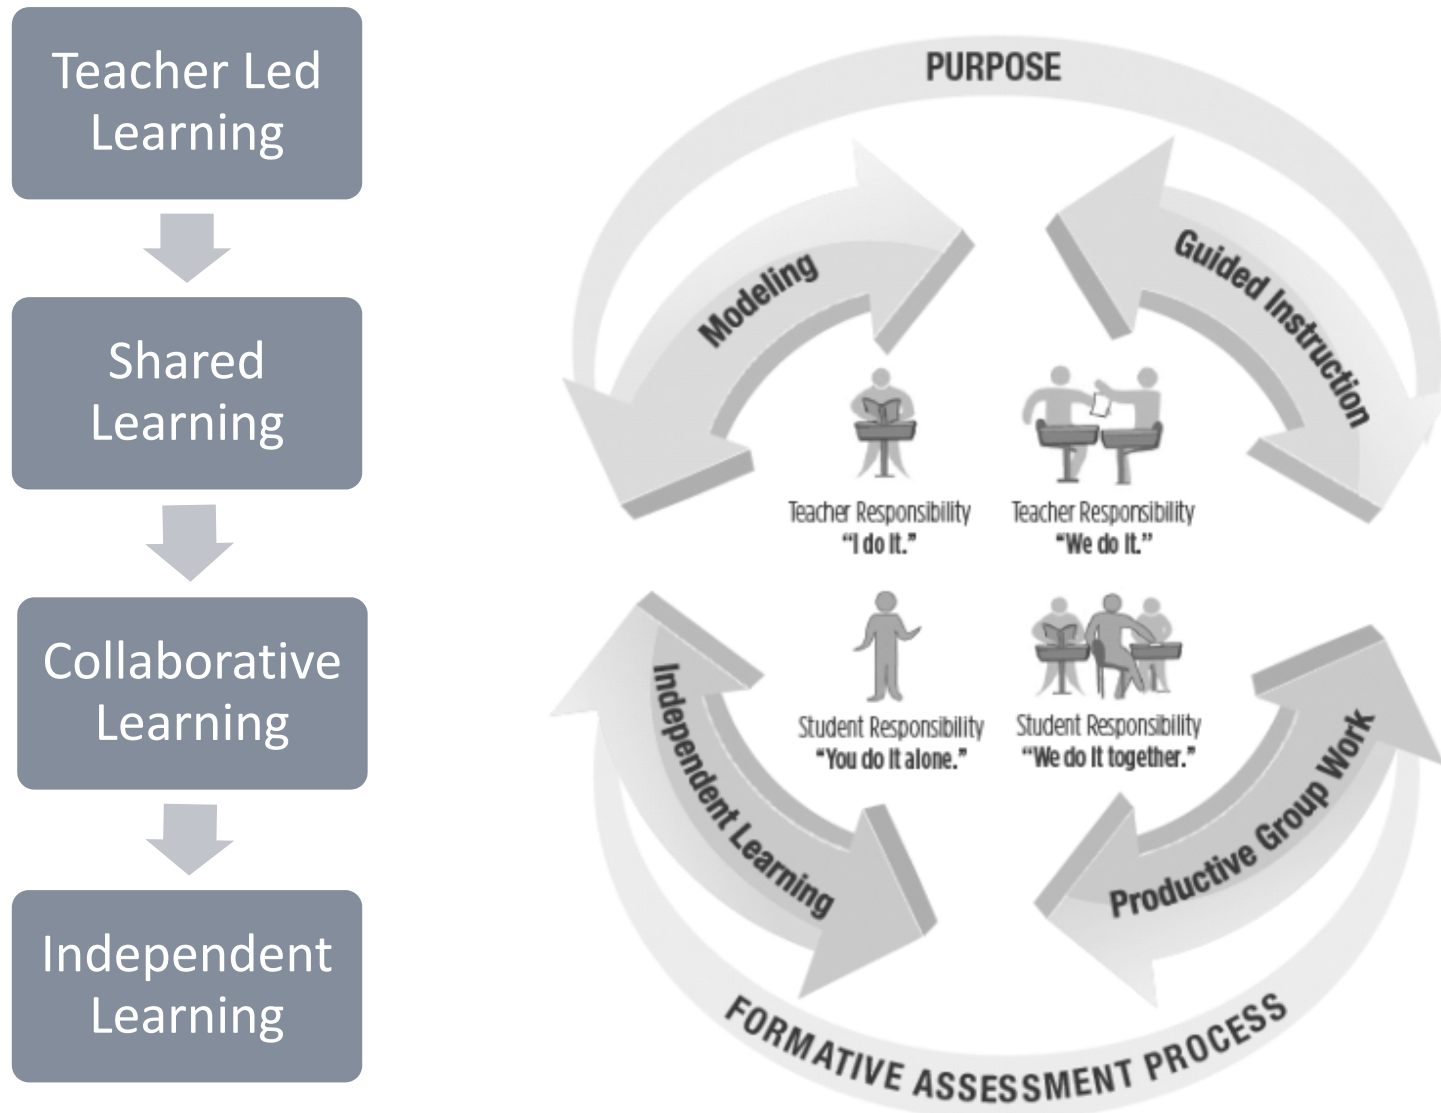 Teacher Led
Learning
Shared
Learning
Collaborative
Learning
Independent
Learning
PURPOSE
Modeling
Guided Instruction
Teacher Responsibility
“I do It.”
Teacher Responsibility
“We do It.”
Student Responsibility
“You do It alone.”
Student Responsibility
“We do It together.”
Independent Learning
Productive Group Work
FORMATIVE ASSESSMENT PROCESS